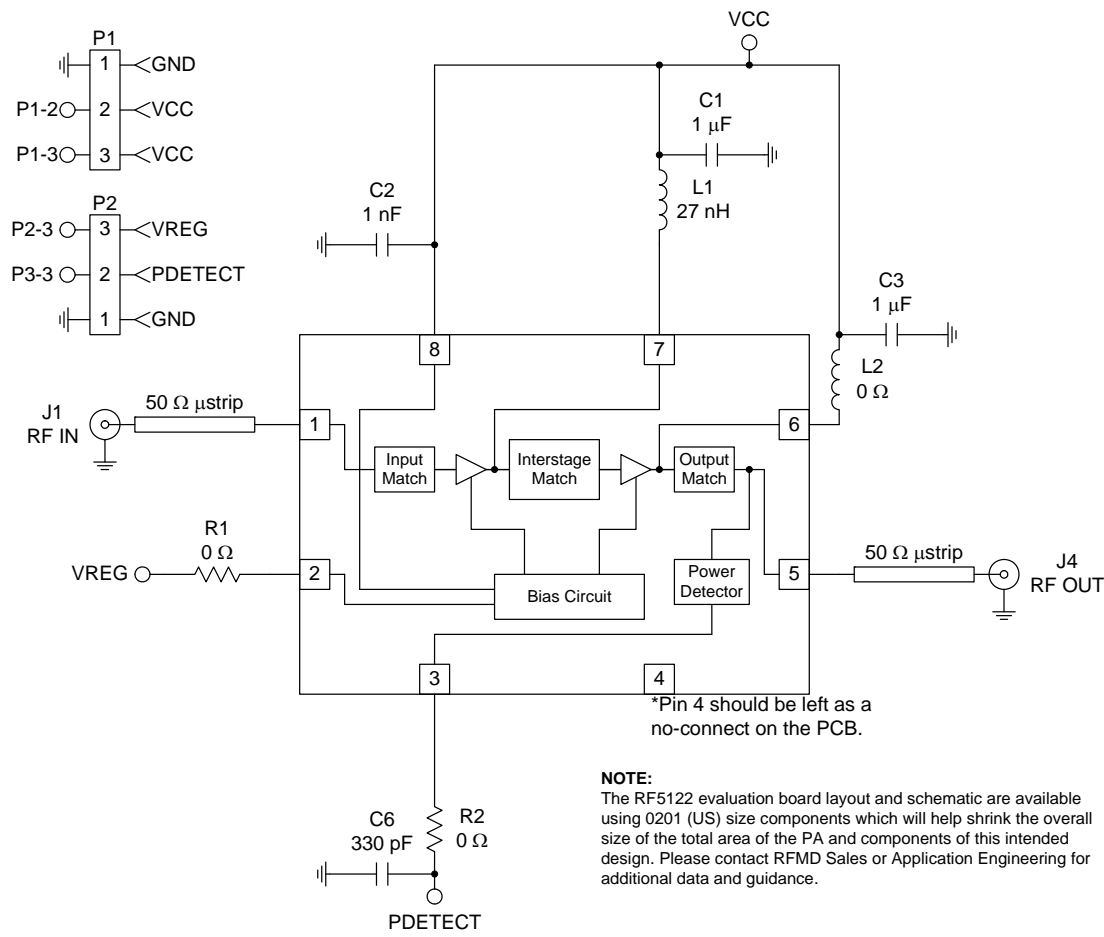 P1
1
GND
P1-2
2
VCC
P1-3
3
VCC
P2
P2-3
3
VREG
P3-3
2
PDETECT
1
GND
VCC
C1
1 μF
L1
27 nH
C2
1 nF
C3
1 μF
L2
0 Ω
8
7
J1
RF IN
50 Ω μstrip
1
6
Input
Match
Interstage
Match
Output
Match
R1
0 Ω
VREG
2
Bias Circuit
Power
Detector
5
50 Ω μstrip
J4
RF OUT
3
4
*Pin 4 should be left as a
no-connect on the PCB.
C6
330 pF
R2
0 Ω
PDETECT
NOTE:
The RF5122 evaluation board layout and schematic are available
using 0201 (US) size components which will help shrink the overall
size of the total area of the PA and components of this intended
design. Please contact RFMD Sales or Application Engineering for
additional data and guidance.